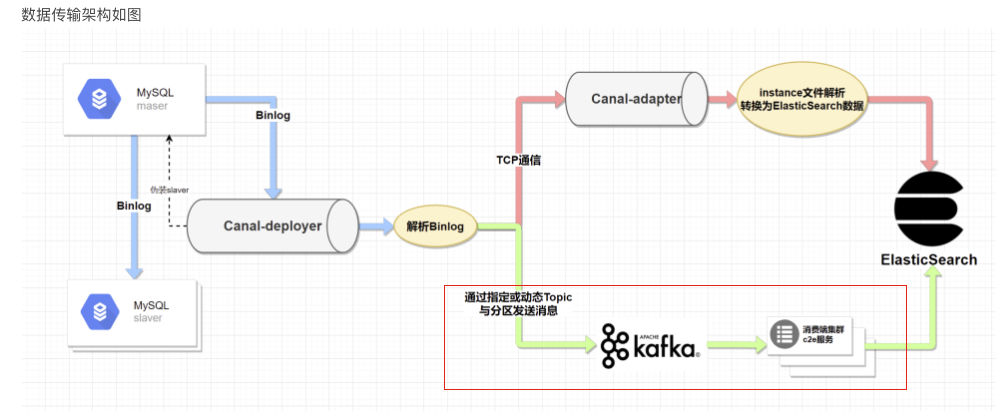 数据传输架构如图
MySQL
maser
Binlog
伪装slaver
Binlog
MySQL
slaver
Canal-deployer
解析Binlog
TCP通信
Canal-adapter
instance文件解析
转换为ElasticSearch数据
ElasticSearch
通过指定或动态Topic
与分区发送消息
APACHE
kafka
消费端集群
c2e服务